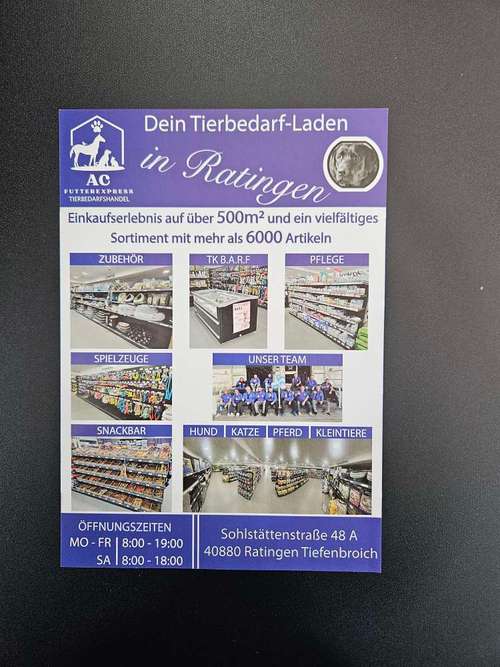 Dein Tierbedarf-Laden
in Ratingen
AC
FUTTEREXPRESS
TIERBEDARFSHANDEL
Einkaufserlebnis auf über 500m² und ein vielfältiges
Sortiment mit mehr als 6000 Artikeln
ZUBEHÖR
TK B.A.R.F
PFLEGE
SPIELZEUGE
UNSER TEAM
SNACKBAR
HUND | KATZE | PFERD | KLEINTIERE
ÖFFNUNGSZEITEN
MO - FR | 8:00 - 19:00
SA | 8:00 - 18:00
Sohlstättenstraße 48 A
40880 Ratingen Tiefenbroich